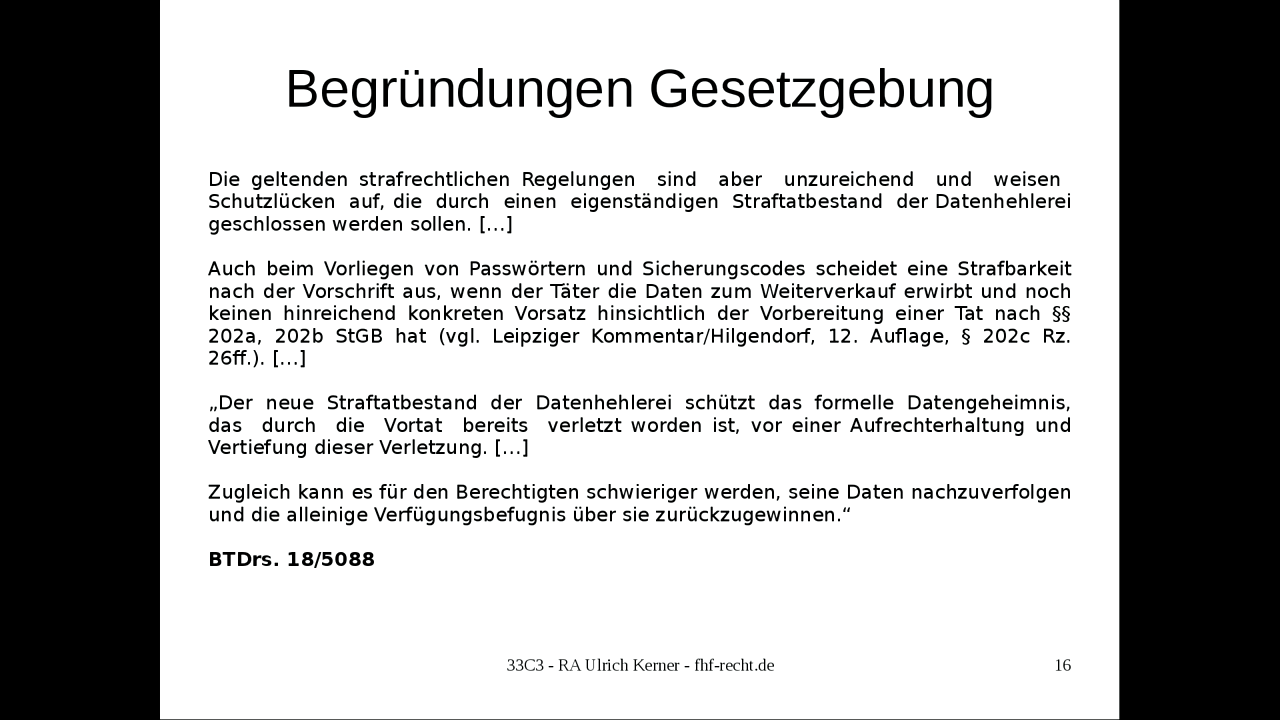 Begründungen Gesetzgebung
Die geltenden strafrechtlichen Regelungen sind aber unzureichend und weisen
Schutzlücken auf, die durch einen eigenständigen Straftatbestand der Datenhehlerei
geschlossen werden sollen. [...]
Auch beim Vorliegen von Passwörtern und Sicherungscodes scheidet eine Strafbarkeit
nach der Vorschrift aus, wenn der Täter die Daten zum Weiterverkauf erwirbt und noch
keinen hinreichend konkreten Vorsatz hinsichtlich der Vorbereitung einer Tat nach §§
202a, 202b StGB hat (vgl. Leipziger Kommentar/Hilgendorf, 12. Auflage, § 202c Rz.
26ff.). [...]
„Der neue Straftatbestand der Datenhehlerei schützt das formelle Datengeheimnis,
das durch die Vortat bereits verletzt worden ist, vor einer Aufrechterhaltung und
Vertiefung dieser Verletzung. [...]
Zugleich kann es für den Berechtigten schwieriger werden, seine Daten nachzuverfolgen
und die alleinige Verfügungsbefugnis über sie zurückzugewinnen.“
BTDrs. 18/5088
33C3 - RA Ulrich Kerner - fhf-recht.de
16